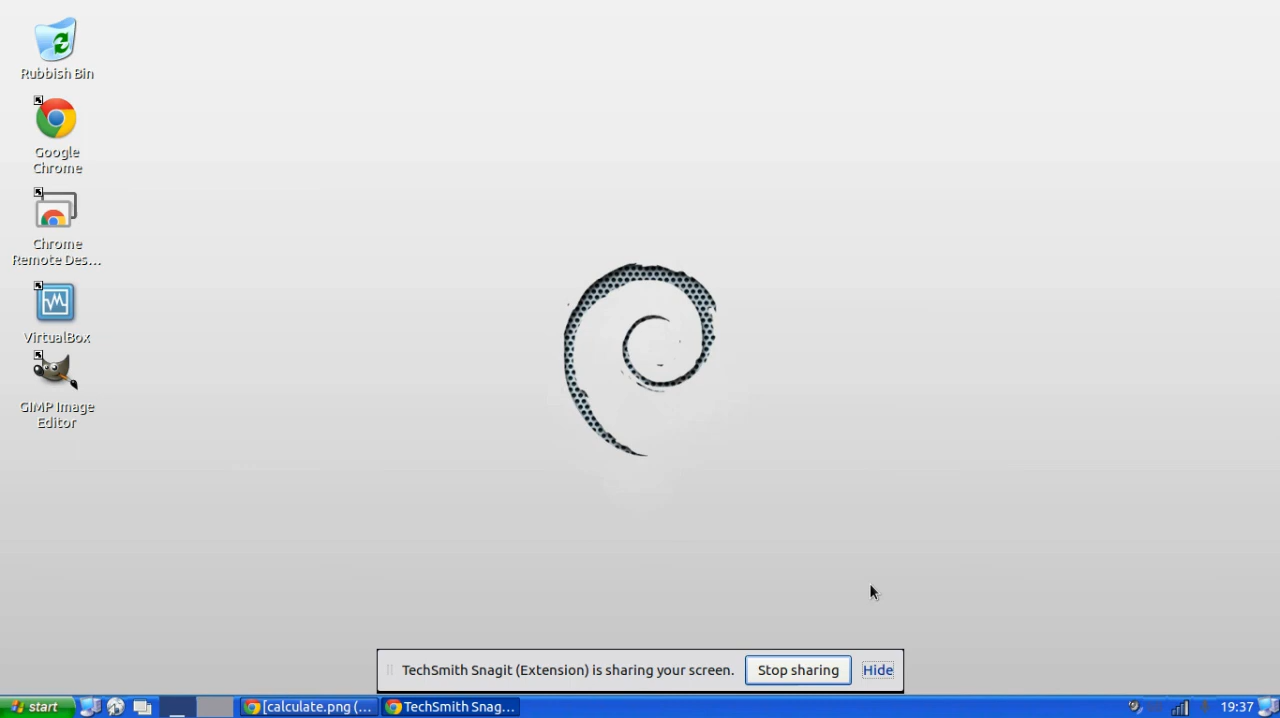 Rubbish Bin
Google
Chrome
Chrome
Remote Des...
VirtualBox
GIMP Image
Editor
TechSmith Snagit (Extension) is sharing your screen. Stop sharing Hide
start [calculate.png (... TechSmith Snag... 19:37